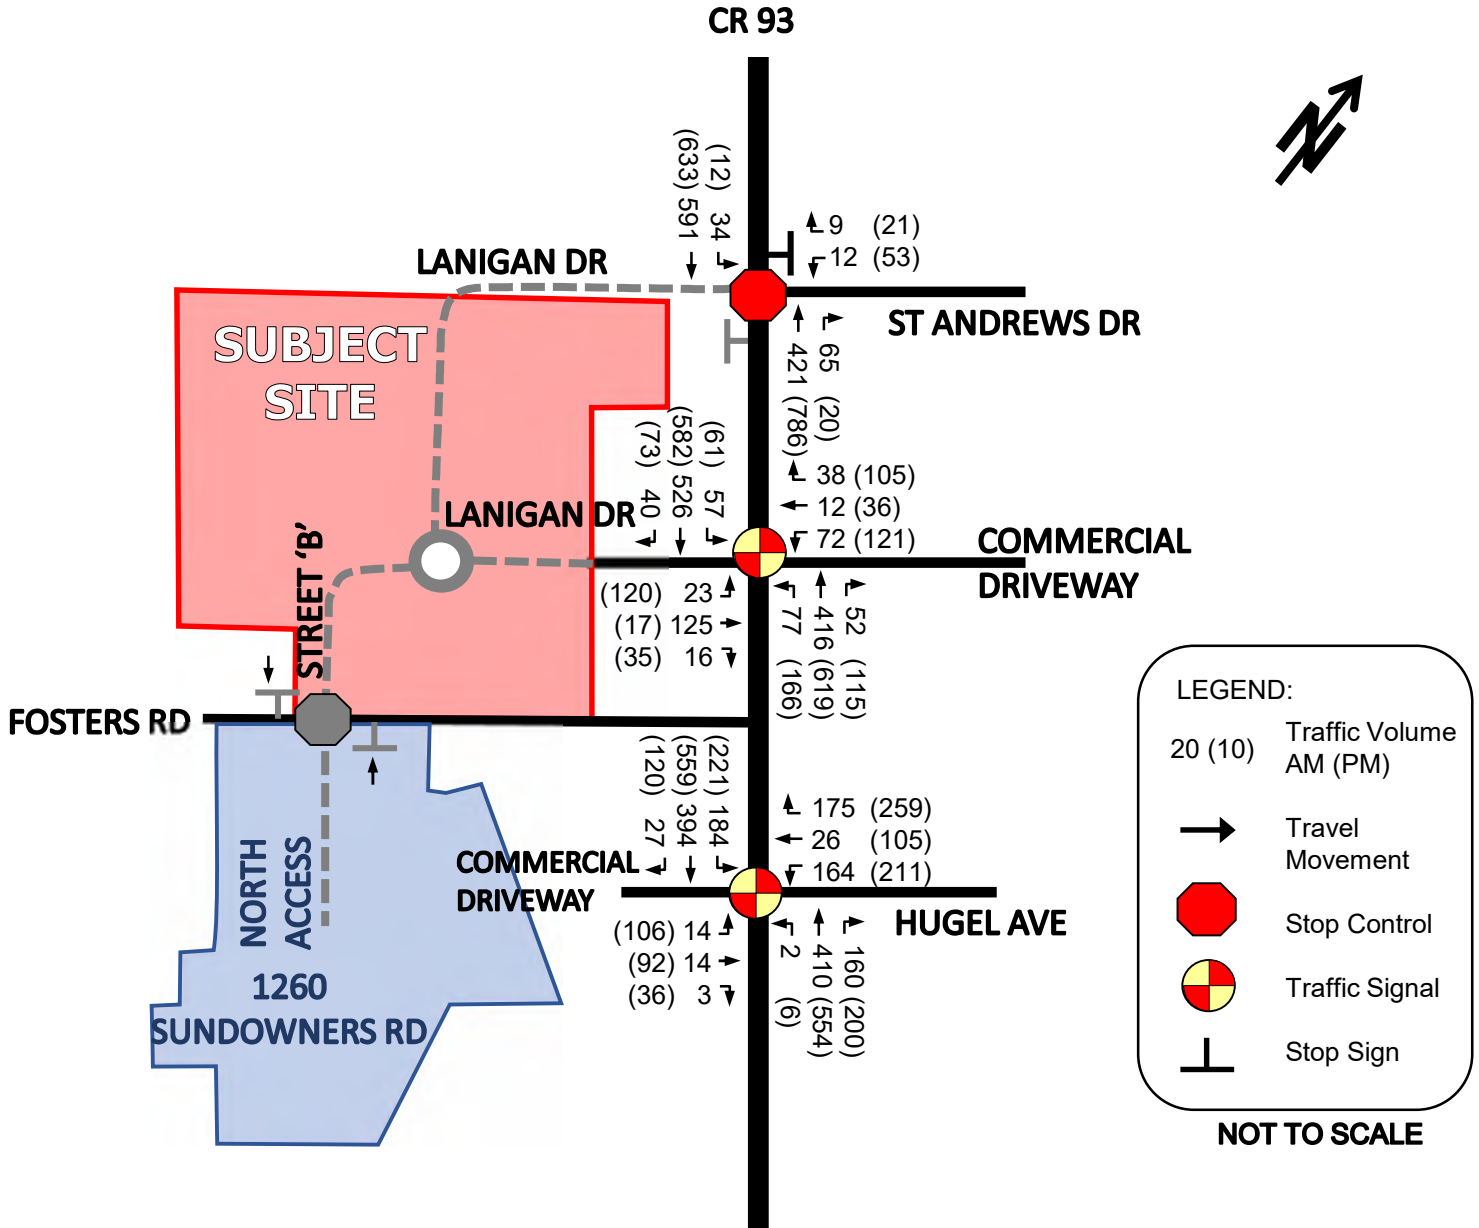 CR 93
(12) 34
(633) 591
9 (21)
12 (53)
LANIGAN DR
ST ANDREWS DR
SUBJECT
SITE
65 (20)
421 (786)
(61) 57
(582) 526
(73) 40
38 (105)
12 (36)
72 (121)
LANIGAN DR
COMMERCIAL
DRIVEWAY
STREET 'B'
(120) 23
(17) 125
(35) 16
52 (115)
416 (619)
77 (166)
FOSTERS RD
LEGEND:
20 (10)
Traffic Volume
AM (PM)
Travel
Movement
Stop Control
Traffic Signal
Stop Sign
NOT TO SCALE
(221) 184
(559) 394
(120) 27
175 (259)
26 (105)
164 (211)
COMMERCIAL
DRIVEWAY
HUGEL AVE
(106) 14
(92) 14
(36) 3
160 (200)
410 (554)
2 (6)
NORTH
ACCESS
1260
SUNDOWNERS RD
N